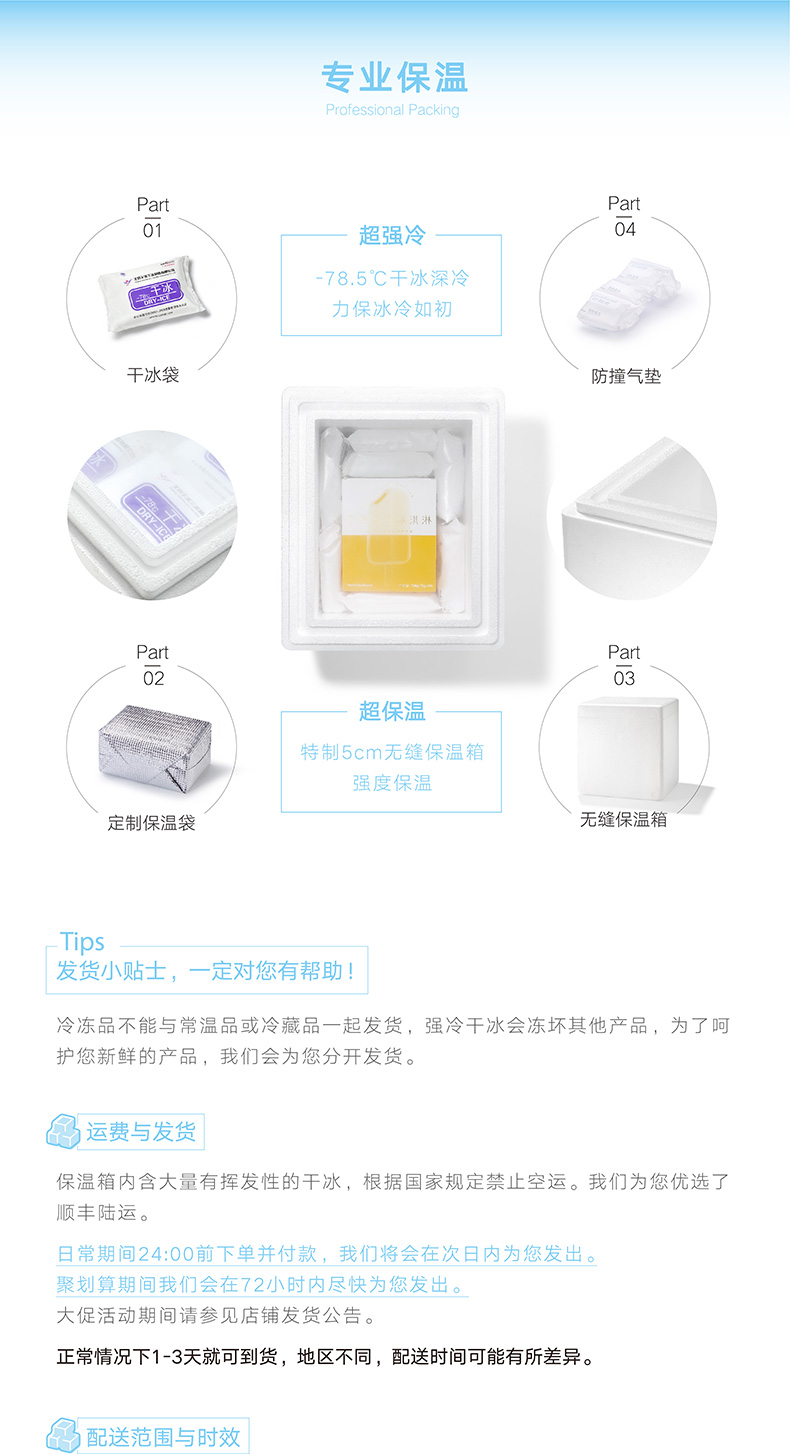 专业保温
Professional Packing
Part
01
干冰
DRY-ICE
干冰袋
超强冷
-78.5℃干冰深冷
力保冰冷如初
Part
04
防撞气垫
-78℃
DRY-ICE
淇淋
Part
02
定制保温袋
超保温
特制5cm无缝保温箱
强度保温
Part
03
无缝保温箱
Tips
发货小贴士，一定对您有帮助！
冷冻品不能与常温品或冷藏品一起发货，强冷干冰会冻坏其他产品，为了呵
护您新鲜的产品，我们会为您分开发货。
运费与发货
保温箱内含大量有挥发性的干冰，根据国家规定禁止空运。我们为您优选了
顺丰陆运。
日常期间24:00前下单并付款，我们将会在次日内为您发出。
聚划算期间我们会在72小时内尽快为您发出。
大促活动期间请参见店铺发货公告。
正常情况下1-3天就可到货，地区不同，配送时间可能有所差异。
配送范围与时效